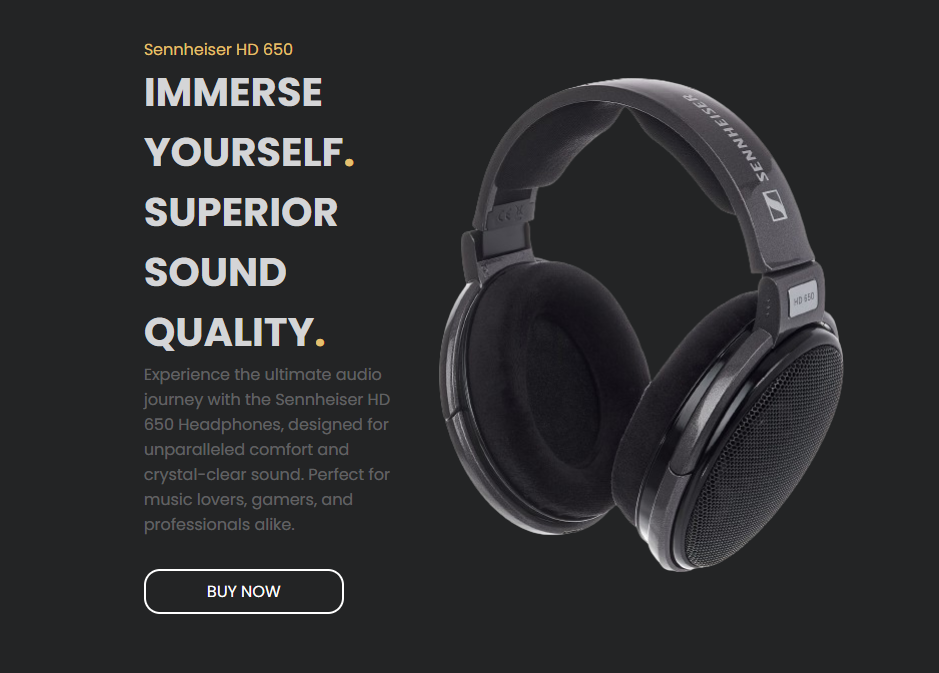 Sennheiser HD 650
IMMERSE
YOURSELF.
SUPERIOR
SOUND
QUALITY.
Experience the ultimate audio
journey with the Sennheiser HD
650 Headphones, designed for
unparalleled comfort and
crystal-clear sound. Perfect for
music lovers, gamers, and
professionals alike.
BUY NOW
SENNHEISER
SENNHEISER
HD 650